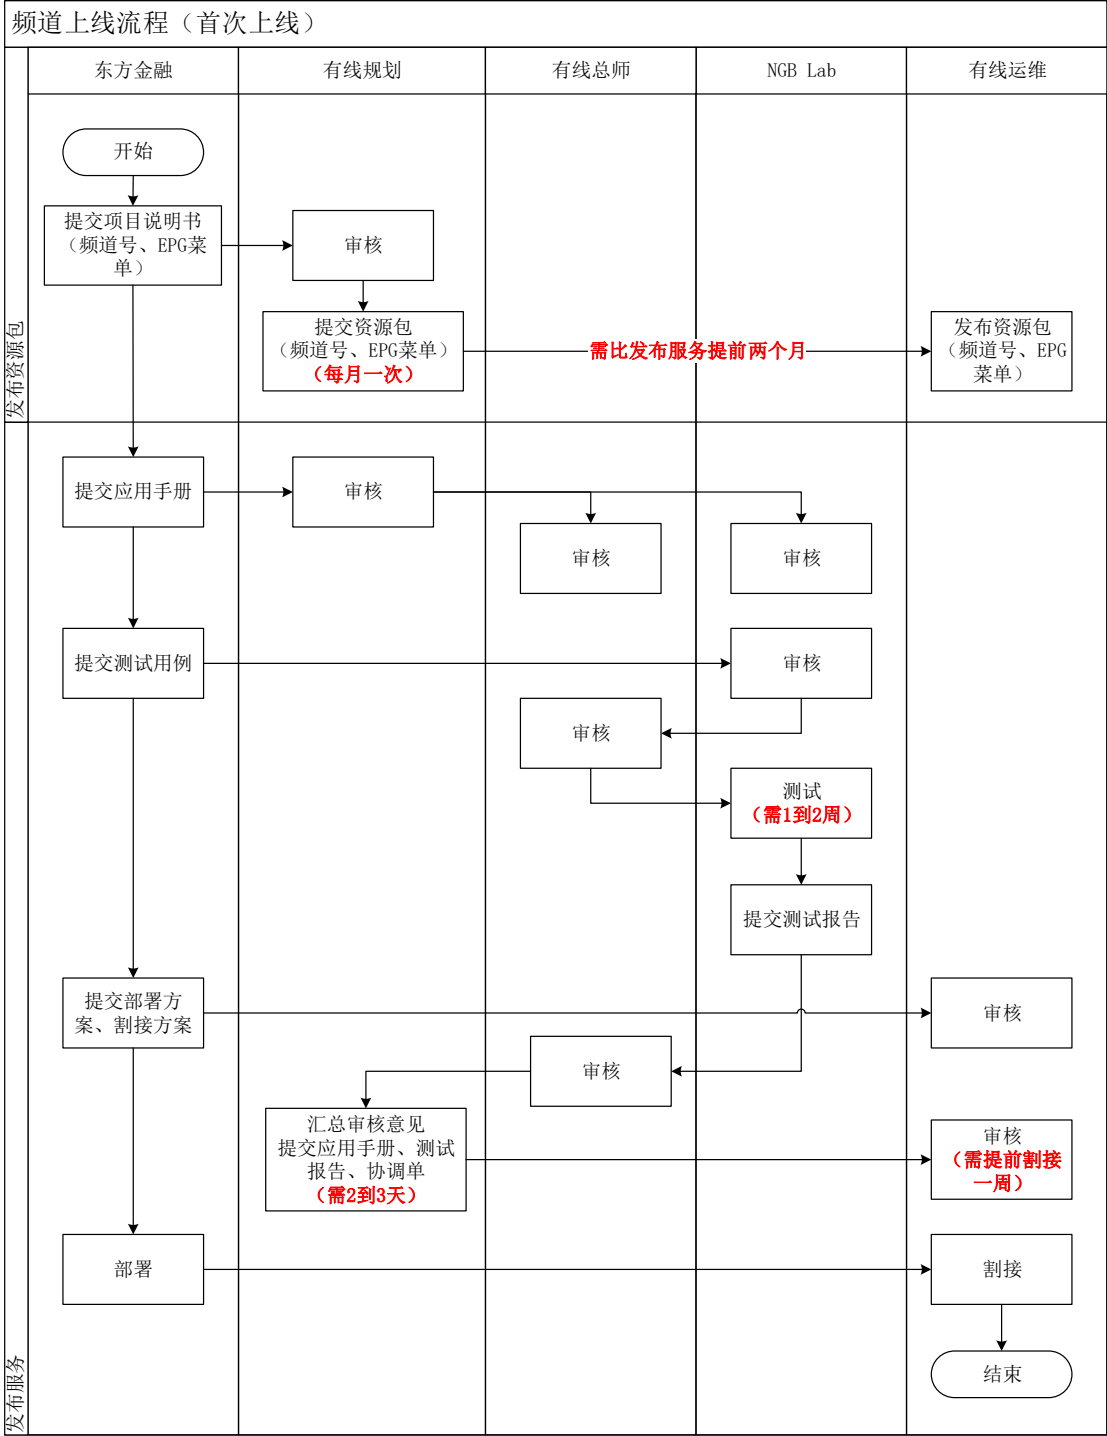 频道上线流程（首次上线）
东方金融
有线规划
有线总师
NGB Lab
有线运维
发布资源包
开始
提交项目说明书
（频道号、EPG菜
单）
审核
提交资源包
（频道号、EPG菜单）
（每月一次）
需比发布服务提前两个月
发布资源包
（频道号、EPG
菜单）
发布服务
提交应用手册
审核
审核
审核
提交测试用例
审核
审核
测试
（需1到2周）
提交测试报告
提交部署方
案、割接方案
审核
审核
汇总审核意见
提交应用手册、测试
报告、协调单
（需2到3天）
审核
（需提前割接
一周）
部署
割接
结束